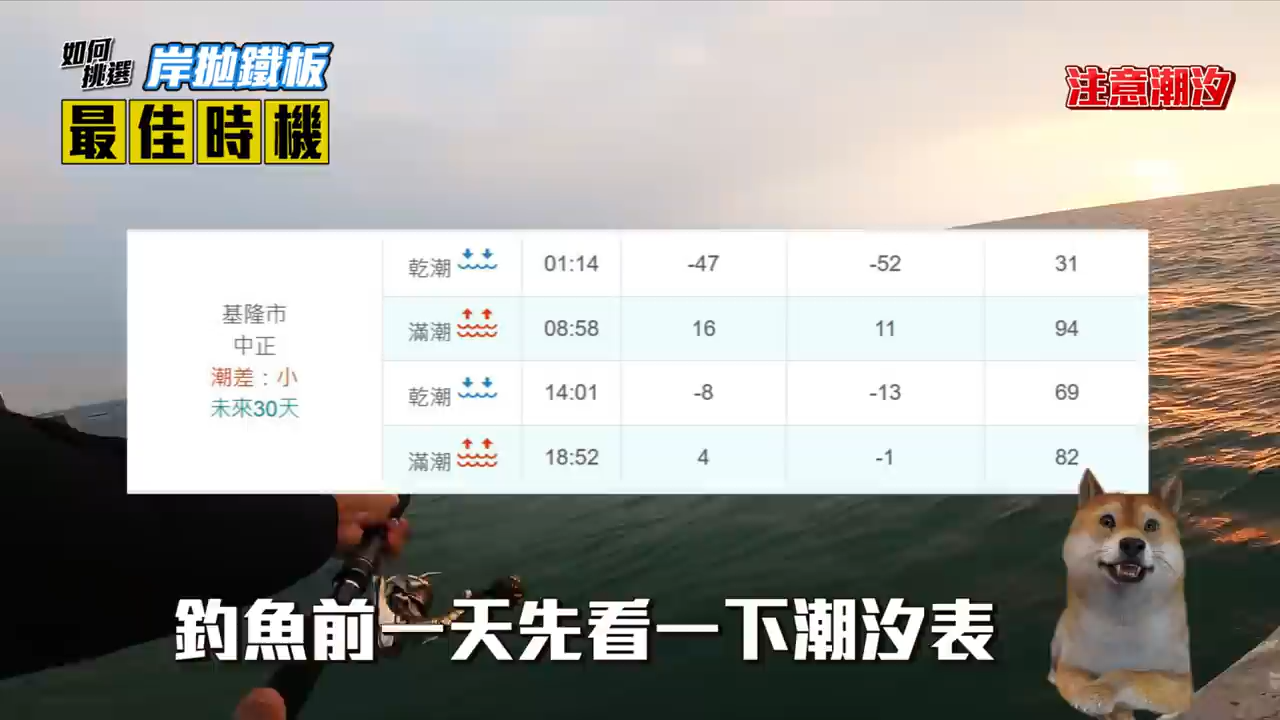 如何
挑選
岸拋鐵板
最佳時機
注意潮汐
基隆市
中正
潮差：小
未來30天
乾潮 01:14 -47 -52 31
滿潮 08:58 16 11 94
乾潮 14:01 -8 -13 69
滿潮 18:52 4 -1 82
釣魚前一天先看一下潮汐表